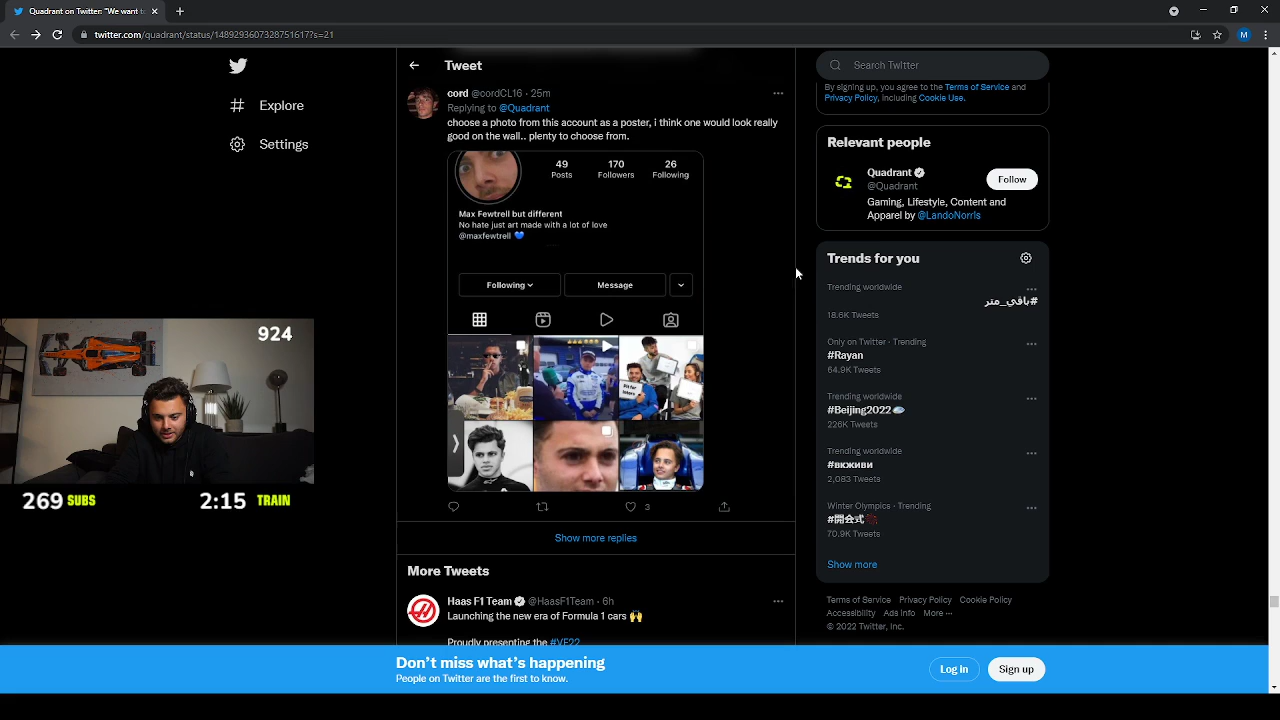 Quadrant on Twitter: "We want to
twitter.com/quadrant/status/1489293607328751617?s=21
M
Explore
Settings
Tweet
cord @cordCL16 · 25m
Replying to @Quadrant
choose a photo from this account as a poster, i think one would look really
good on the wall.. plenty to choose from.
49 170 26
Posts Followers Following
Max Fewtrell but different
No hate just art made with a lot of love
@maxfewtrell 💙
Following
Message
3
Show more replies
More Tweets
Haas F1 Team @HaasF1Team · 6h
Launching the new era of Formula 1 cars 🙌
Proudly presenting the #VF22
Search Twitter
By signing up, you agree to the Terms of Service and
Privacy Policy, including Cookie Use.
Relevant people
Quadrant
@Quadrant
Follow
Gaming, Lifestyle, Content and
Apparel by @LandoNorris
Trends for you
Trending worldwide
#باقي_متر
18.6K Tweets
Only on Twitter · Trending
#Rayan
64.9K Tweets
Trending worldwide
#Beijing2022
226K Tweets
Trending worldwide
#вкживи
2,083 Tweets
Winter Olympics · Trending
#開会式
70.9K Tweets
Show more
Terms of Service Privacy Policy Cookie Policy
Accessibility Ads info More ···
© 2022 Twitter, Inc.
924
269 SUBS
2:15 TRAIN
Don't miss what's happening
People on Twitter are the first to know.
Log in
Sign up